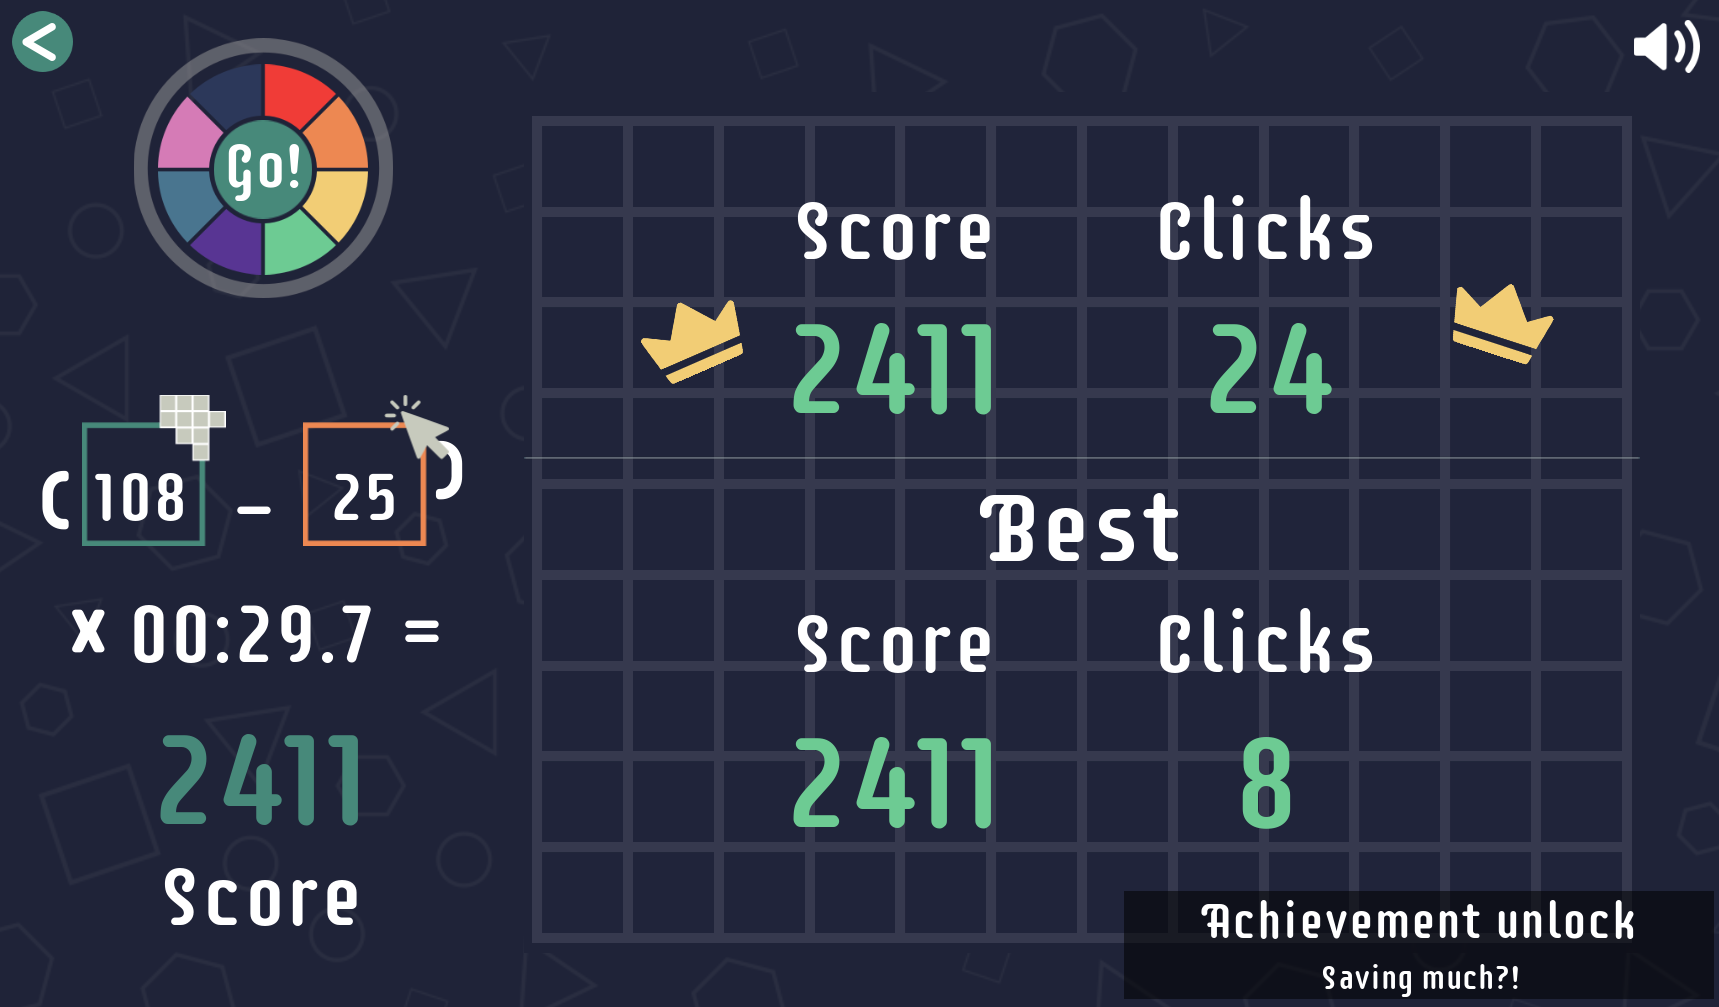 <
Go!
( 108 - 25 )
x 00:29.7 =
2411
Score
Score Clicks
2411 24
Best
Score Clicks
2411 8
Achievement unlock
Saving much?!